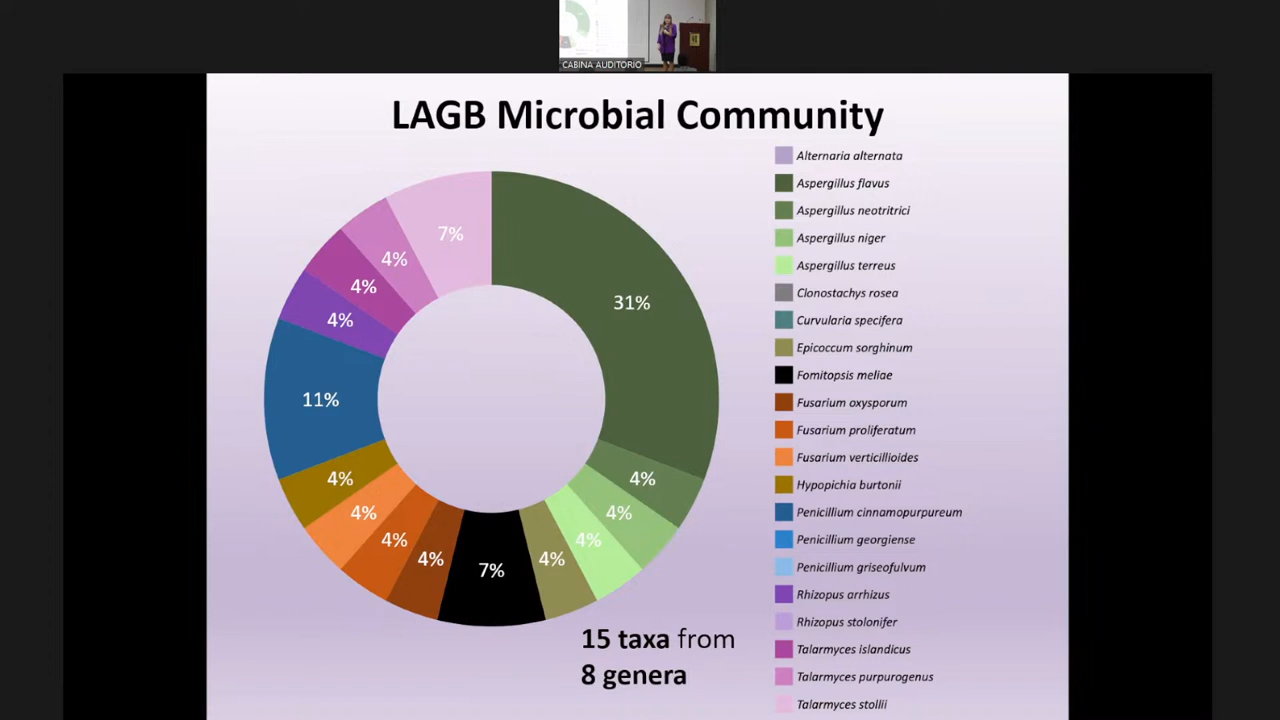 CABINA AUDITORIO
LAGB Microbial Community
7%
31%
4%
4%
4%
11%
4%
4%
4%
4%
4%
4%
4%
4%
7%
15 taxa from
8 genera
Alternaria alternata
Aspergillus flavus
Aspergillus neotritrici
Aspergillus niger
Aspergillus terreus
Clonostachys rosea
Curvularia specifera
Epicoccum sorghinum
Fomitopsis meliae
Fusarium oxysporum
Fusarium proliferatum
Fusarium verticillioides
Hypopichia burtonii
Penicillium cinnamopurpureum
Penicillium georgiense
Penicillium griseofulvum
Rhizopus arrhizus
Rhizopus stolonifer
Talarmyces islandicus
Talarmyces purpurogenus
Talarmyces stollii